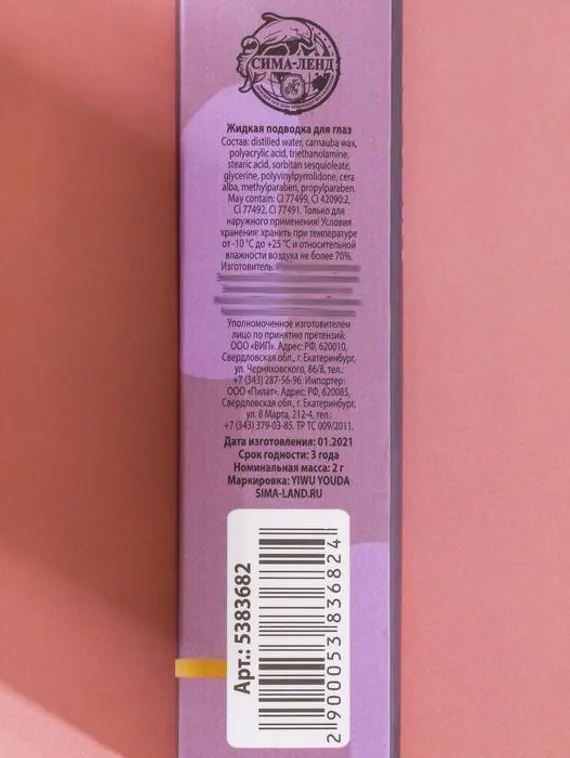 СИМА-ЛЕНД
Жидкая подводка для глаз
Состав: distilled water, carnauba wax,
polyacrylic acid, triethanolamine,
stearic acid, sorbitan sesquioleate,
glycerine, polyvinylpyrrolidone, cera
alba, methylparaben, propylparaben.
May contain: CI 77499, CI 42090:2,
CI 77492, CI 77491. Только для
наружного применения! Условия
хранения: хранить при температуре
от -10 °С до +25 °С и относительной
влажности воздуха не более 70%.
Изготовитель:
Уполномоченное изготовителем
лицо по принятию претензий:
ООО «ВИП». Адрес: РФ, 620010,
Свердловская обл., г. Екатеринбург,
ул. Черняховского, 86/8, тел.:
+7 (343) 287-56-96. Импортер:
ООО «Пилат». Адрес: РФ, 620085,
Свердловская обл., г. Екатеринбург,
ул. 8 Марта, 212-4, тел.:
+7 (343) 379-03-85. ТР ТС 009/2011.
Дата изготовления: 01.2021
Срок годности: 3 года
Номинальная масса: 2 г
Маркировка: YIWU YOUDA
SIMA-LAND.RU
Арт.: 5383682
2 900053 836824